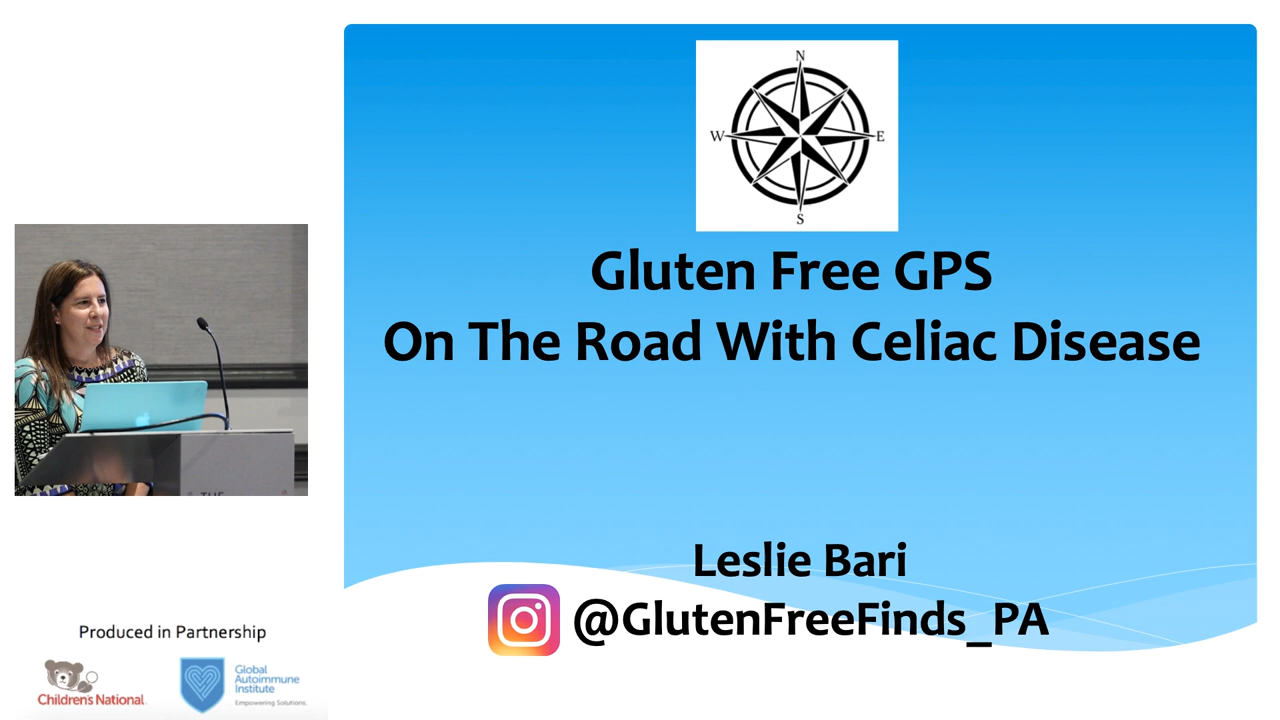 N
W
E
S
Gluten Free GPS
On The Road With Celiac Disease
Leslie Bari
@GlutenFreeFinds_PA
THE
Produced in Partnership
Children's National
Global
Autoimmune
Institute
Empowering Solutions.